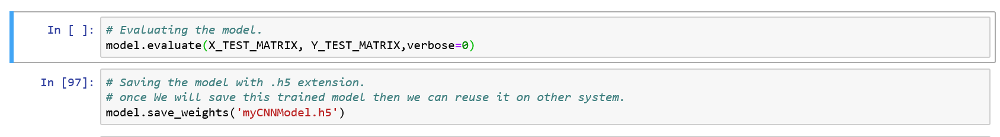 In [ ]: # Evaluating the model.
model.evaluate(X_TEST_MATRIX, Y_TEST_MATRIX,verbose=0)
In [97]: # Saving the model with .h5 extension.
# once We will save this trained model then we can reuse it on other system.
model.save_weights('myCNNModel.h5')